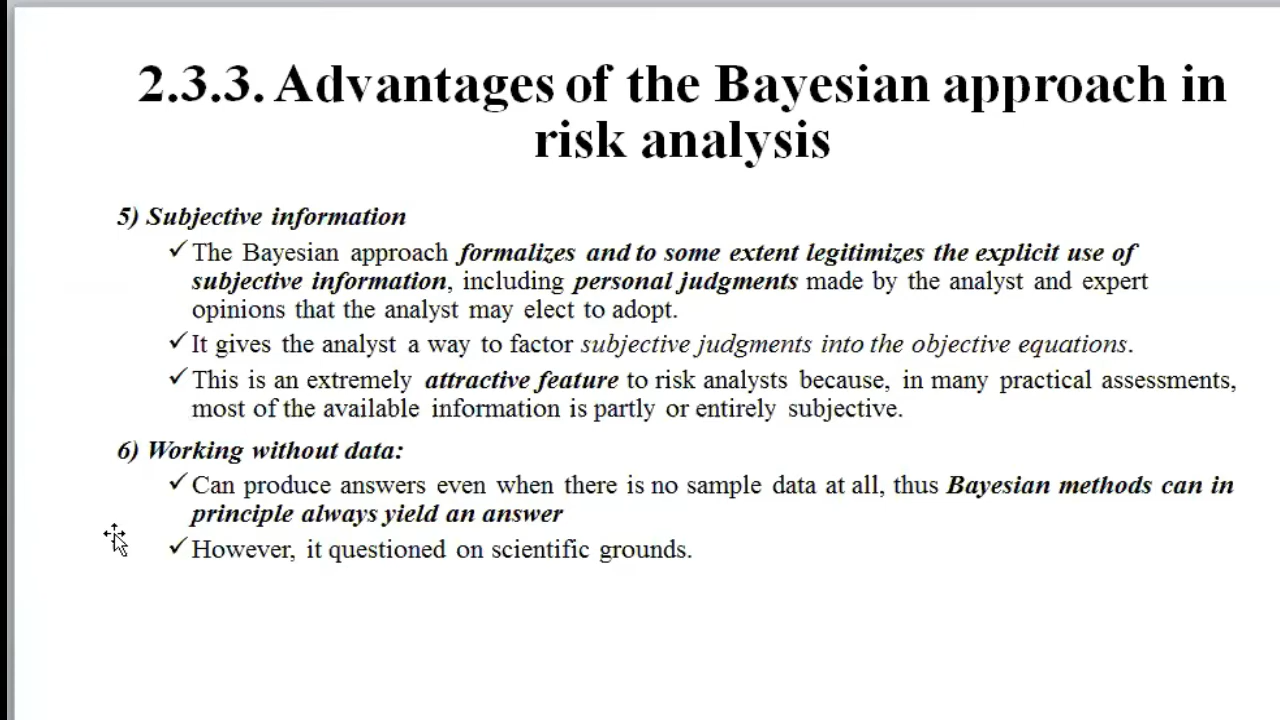 2.3.3. Advantages of the Bayesian approach in
risk analysis
5) Subjective information
✓ The Bayesian approach formalizes and to some extent legitimizes the explicit use of
subjective information, including personal judgments made by the analyst and expert
opinions that the analyst may elect to adopt.
✓ It gives the analyst a way to factor subjective judgments into the objective equations.
✓ This is an extremely attractive feature to risk analysts because, in many practical assessments,
most of the available information is partly or entirely subjective.
6) Working without data:
✓ Can produce answers even when there is no sample data at all, thus Bayesian methods can in
principle always yield an answer
✓ However, it questioned on scientific grounds.